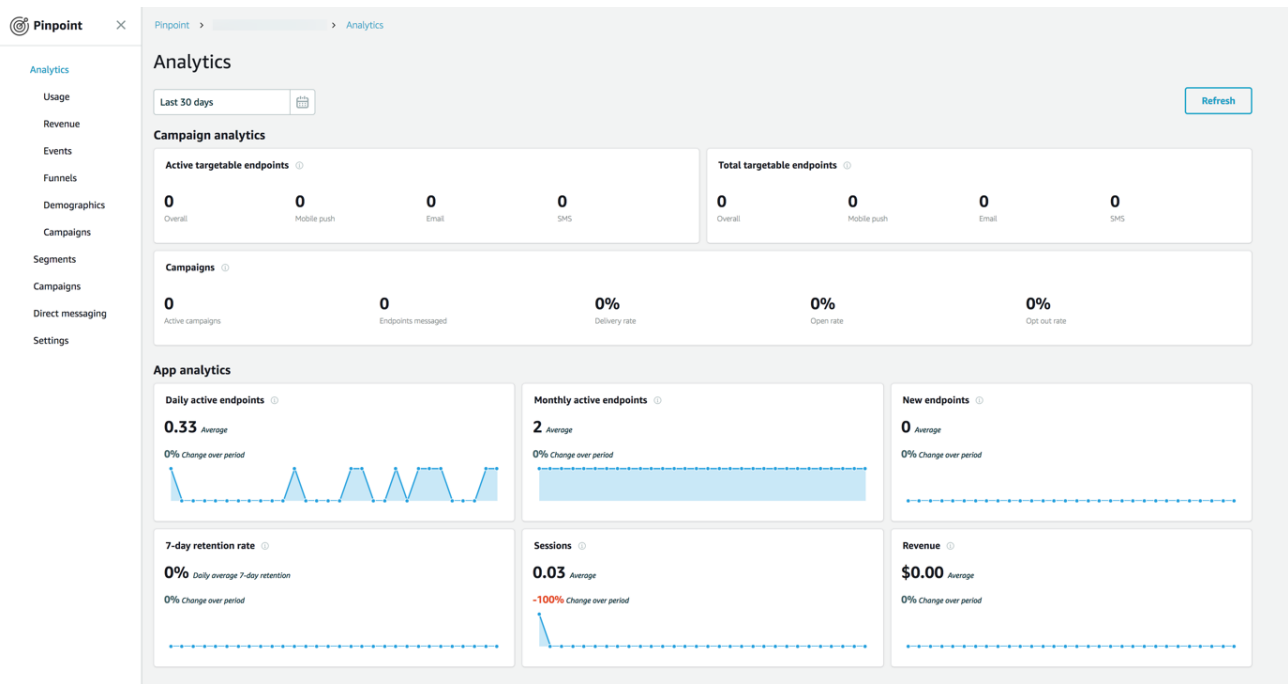 Pinpoint
Analytics
Usage
Revenue
Events
Funnels
Demographics
Campaigns
Segments
Campaigns
Direct messaging
Settings
Pinpoint > > Analytics
Analytics
Last 30 days
Refresh
Campaign analytics
Active targetable endpoints
0 0 0 0
Overall Mobile push Email SMS
Total targetable endpoints
0 0 0 0
Overall Mobile push Email SMS
Campaigns
0 0 0% 0% 0%
Active campaigns Endpoints messaged Delivery rate Open rate Opt out rate
App analytics
Daily active endpoints
0.33 Average
0% Change over period
Monthly active endpoints
2 Average
0% Change over period
New endpoints
0 Average
0% Change over period
7-day retention rate
0% Daily average 7-day retention
0% Change over period
Sessions
0.03 Average
-100% Change over period
Revenue
$0.00 Average
0% Change over period